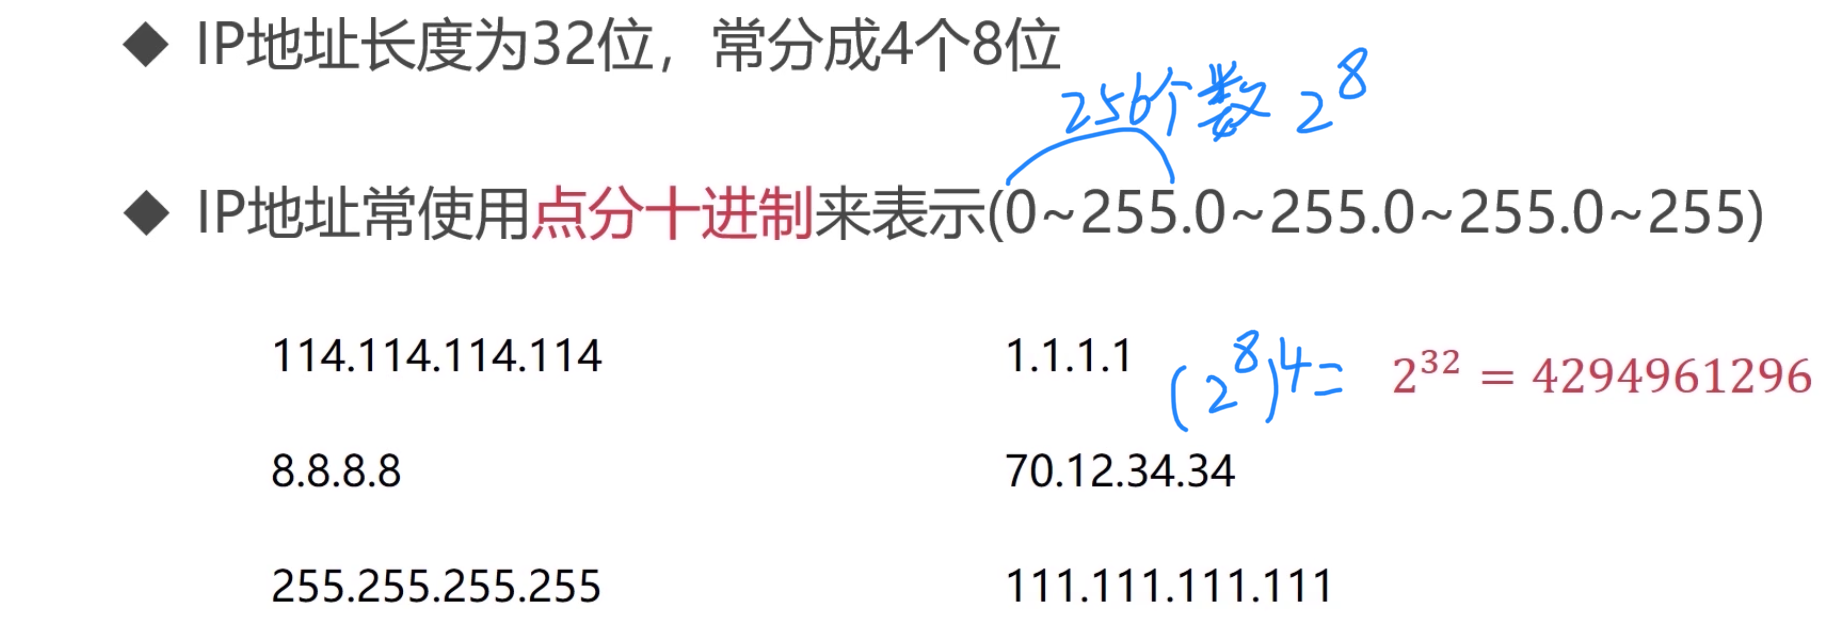 ◆ IP地址长度为32位，常分成4个8位
256个数 2^8
◆ IP地址常使用点分十进制来表示(0~255.0~255.0~255.0~255)
114.114.114.114
1.1.1.1
(2^8)^4= 2^32 = 4294961296
8.8.8.8
70.12.34.34
255.255.255.255
111.111.111.111